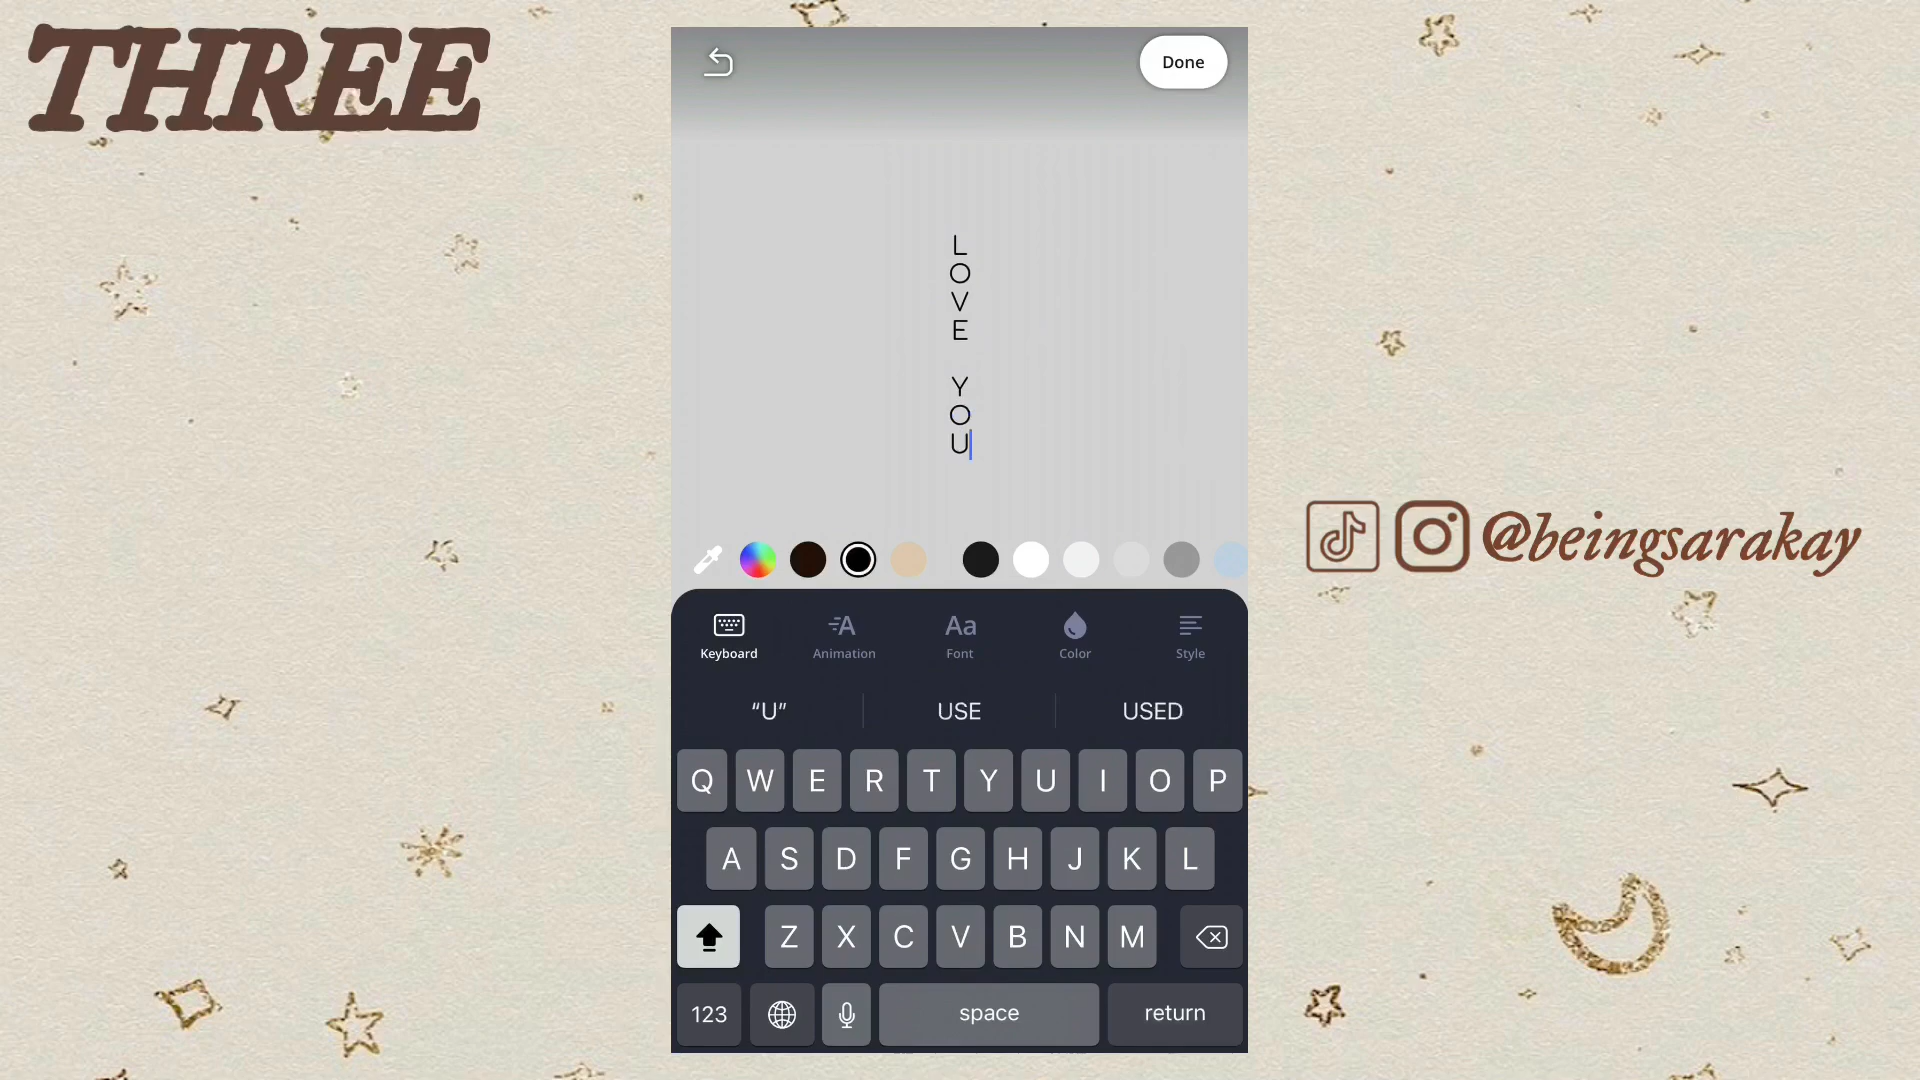 THREE
Done
L
O
V
E
Y
O
U
@beingsarakay
Keyboard
A
Animation
Aa
Font
Color
Style
“U” USE USED
Q W E R T Y U I O P
A S D F G H J K L
Z X C V B N M
123 space return